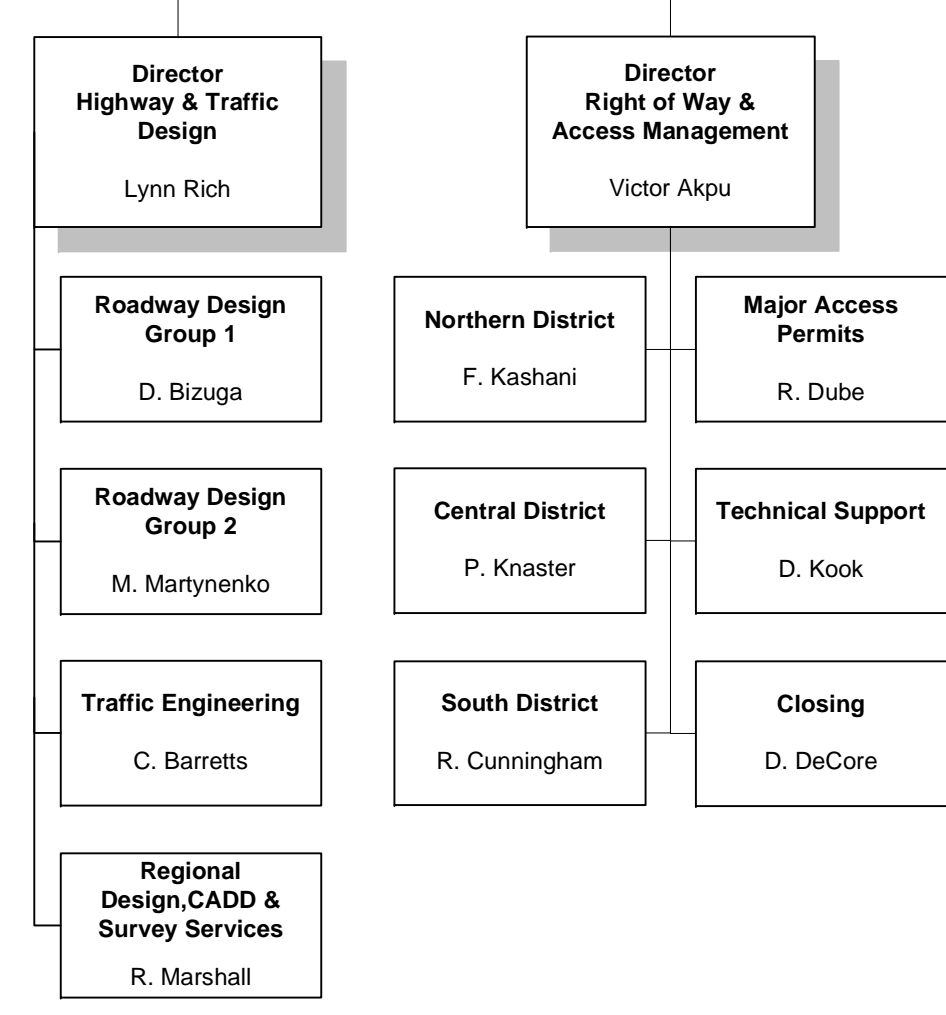 Director
Highway & Traffic
Design
Lynn Rich
Director
Right of Way &
Access Management
Victor Akpu
Roadway Design
Group 1
D. Bizuga
Northern District
F. Kashani
Major Access
Permits
R. Dube
Roadway Design
Group 2
M. Martynenko
Central District
P. Knaster
Technical Support
D. Kook
Traffic Engineering
C. Barretts
South District
R. Cunningham
Closing
D. DeCore
Regional
Design,CADD &
Survey Services
R. Marshall